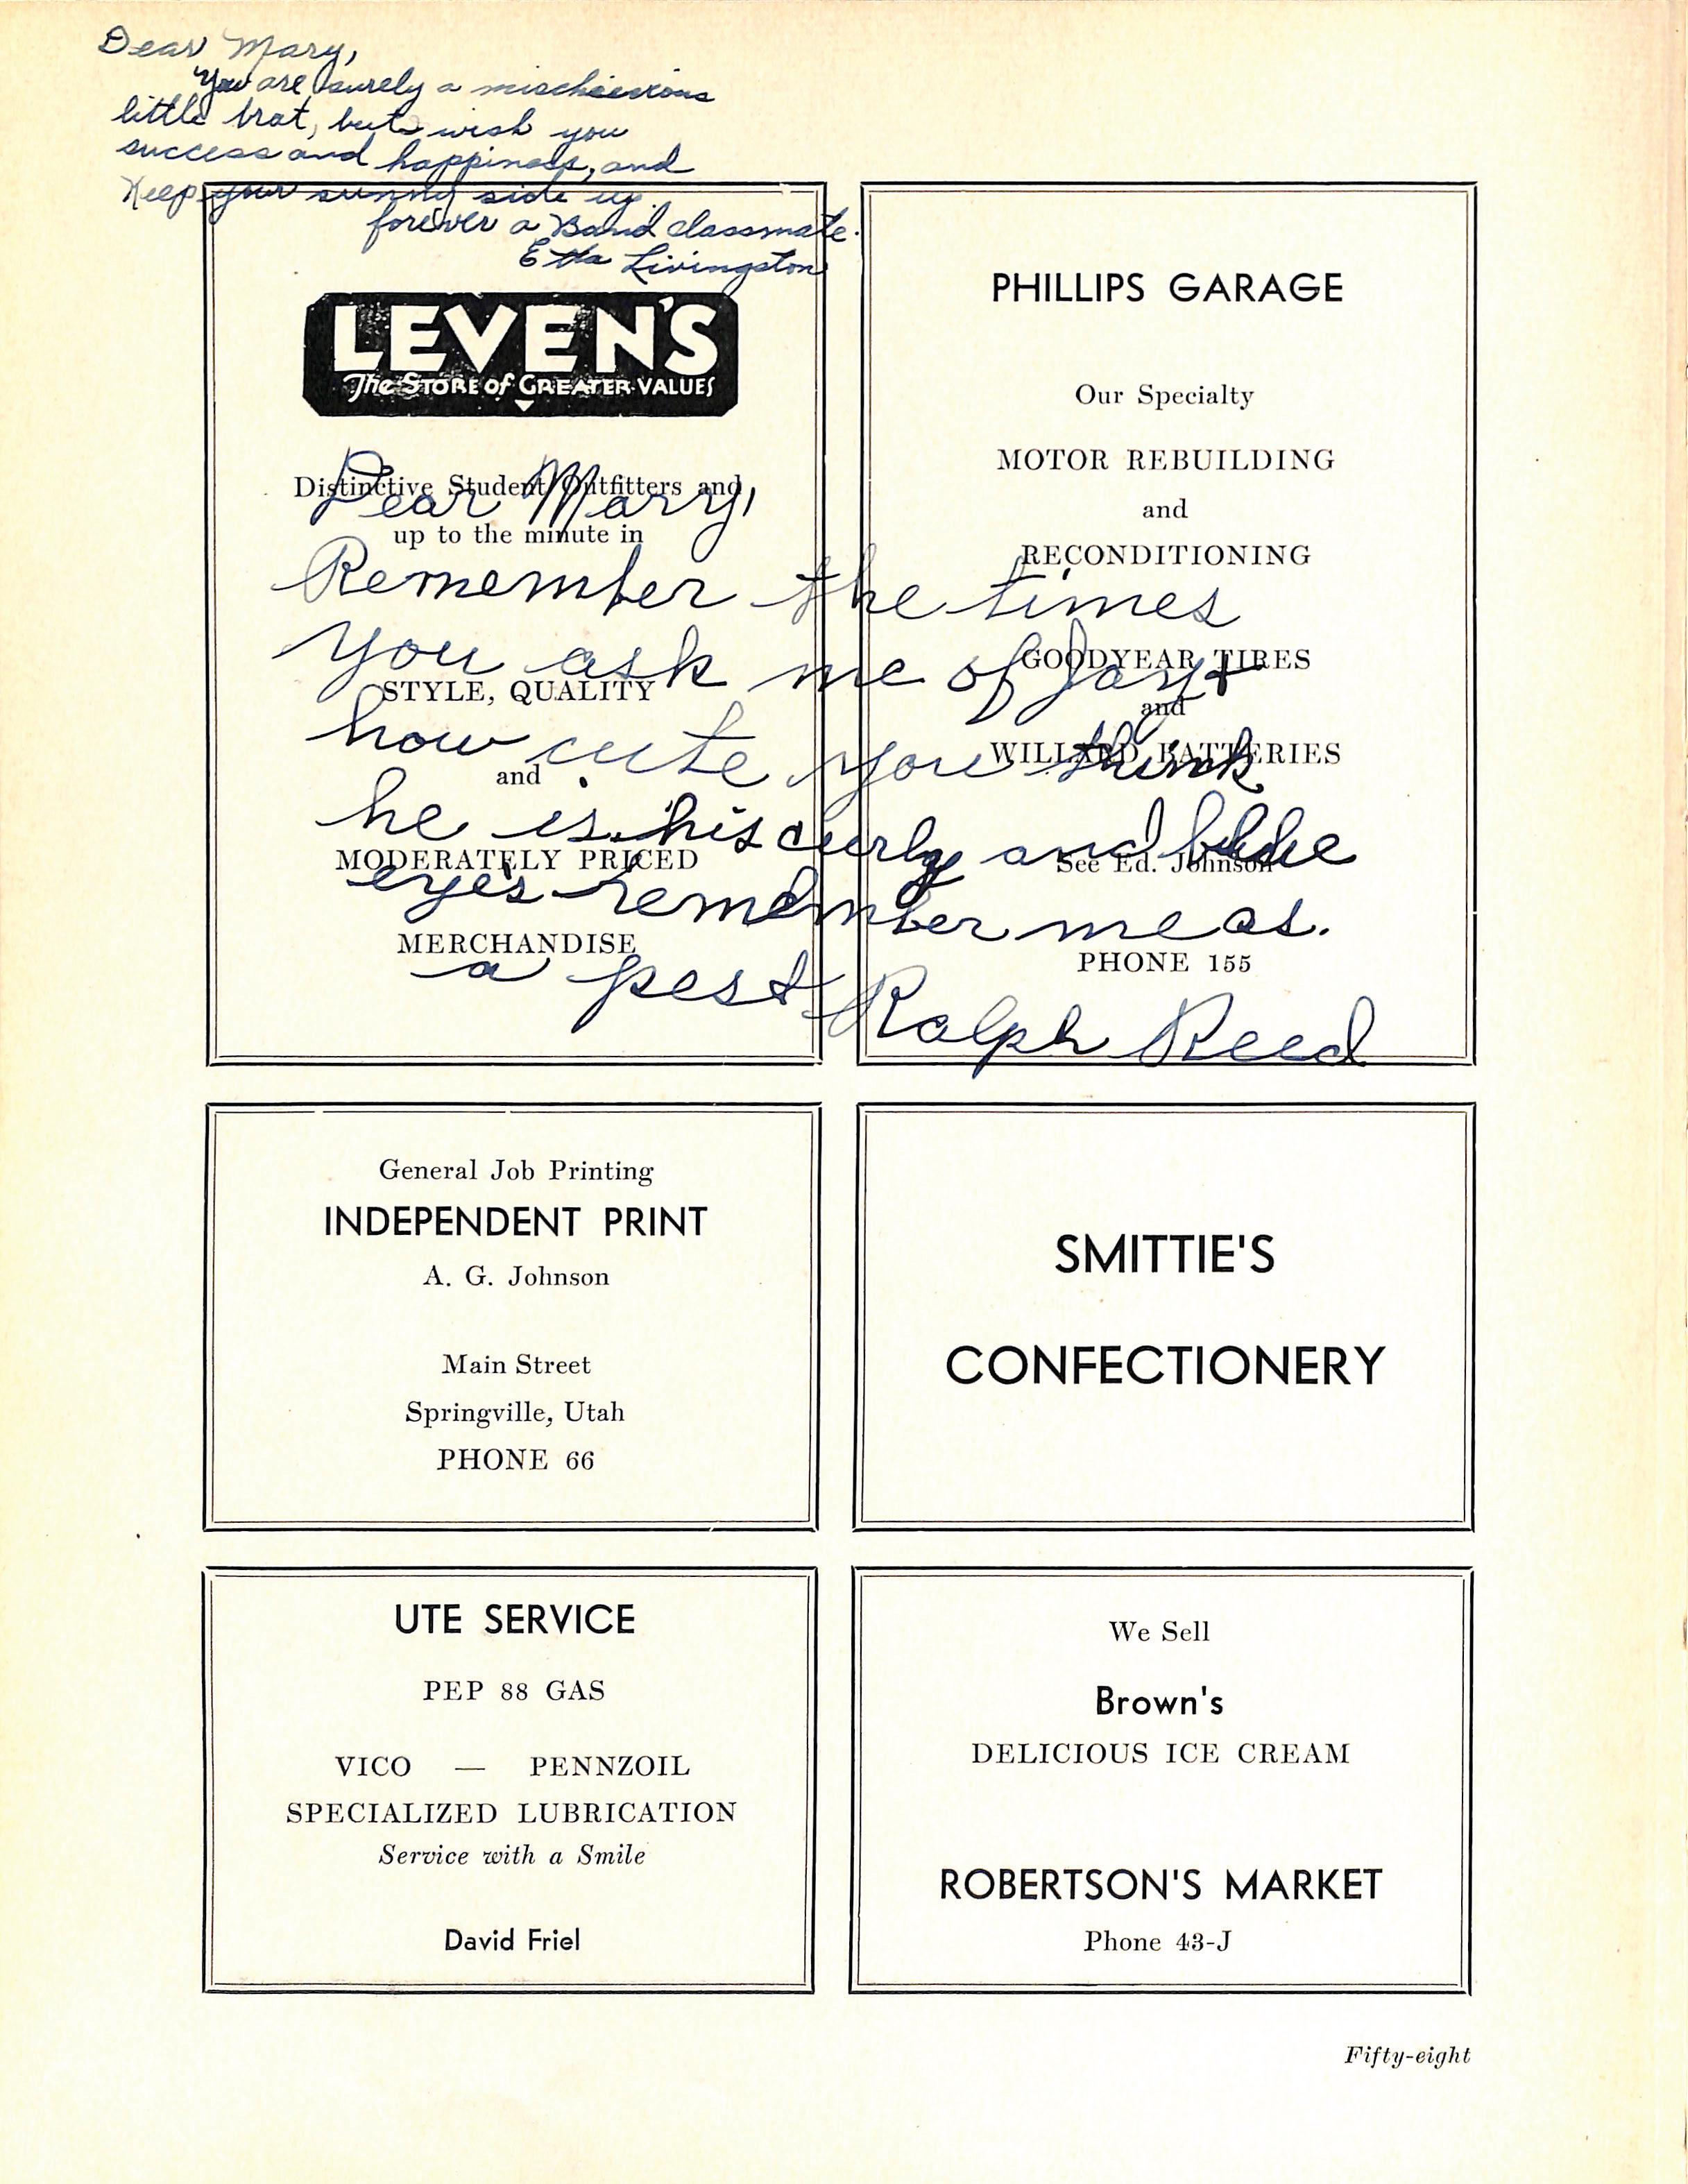 Dear Mary,
You are surely a mischievious
little brat, but wish you
success and happiness, and
Keep your sunny side up.
forever a Band classmate.
Etta Livingston
LEVEN'S
The STORE of GREATER VALUES
Distinctive Student Outfitters and
up to the minute in
STYLE, QUALITY
and
MODERATELY PRICED
MERCHANDISE
PHILLIPS GARAGE
Our Specialty
MOTOR REBUILDING
and
RECONDITIONING
GOODYEAR TIRES
and
WILLARD BATTERIES
See Ed. Johnson
PHONE 155
Dear Mary,
Remember the times
you ask me of Jay +
how cute you think
he is. his curly and blue
eye's remember me as.
a pest Ralph Reed
General Job Printing
INDEPENDENT PRINT
A. G. Johnson
Main Street
Springville, Utah
PHONE 66
SMITTIE'S
CONFECTIONERY
UTE SERVICE
PEP 88 GAS
VICO — PENNZOIL
SPECIALIZED LUBRICATION
Service with a Smile
David Friel
We Sell
Brown's
DELICIOUS ICE CREAM
ROBERTSON'S MARKET
Phone 43-J
Fifty-eight